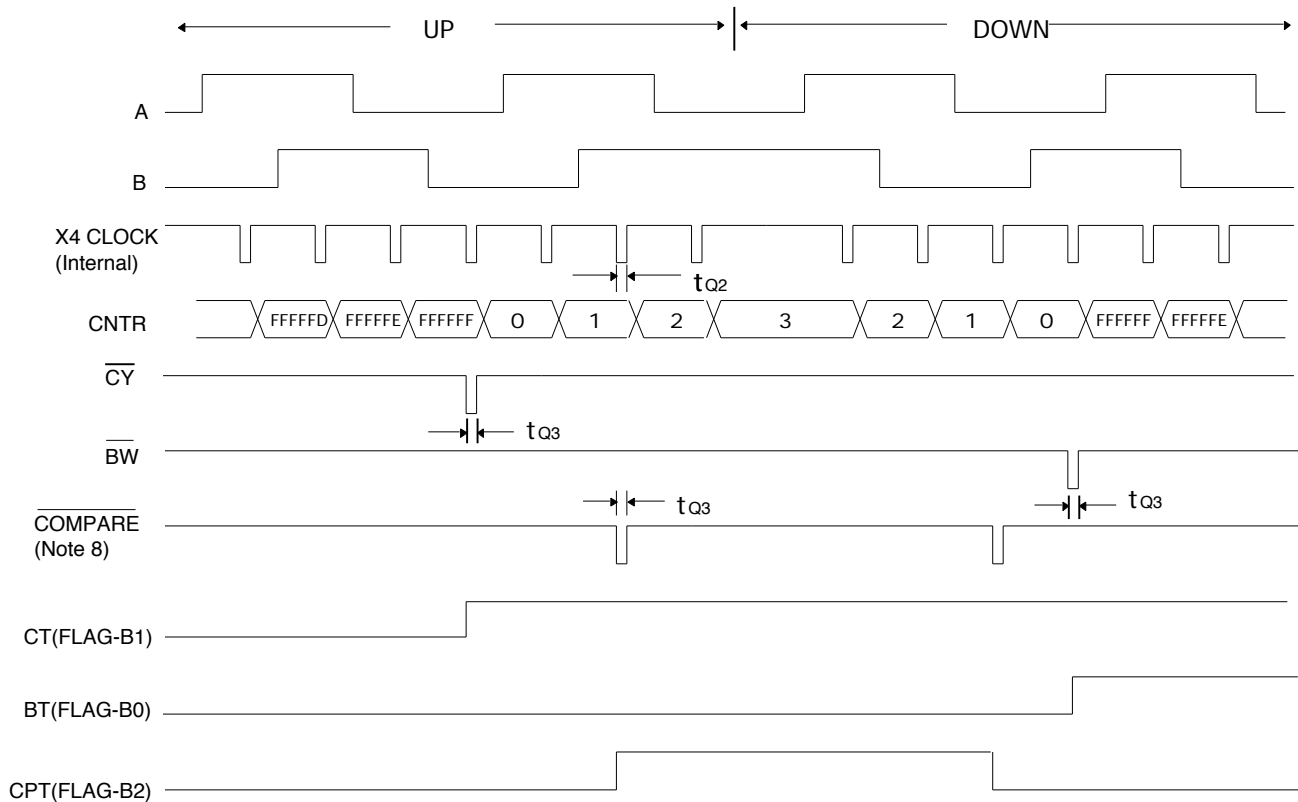 UP DOWN
A
B
X4 CLOCK
(Internal)
tQ2
CNTR FFFFFD FFFFFE FFFFFF 0 1 2 3 2 1 0 FFFFFF FFFFFE
CY
tQ3
BW
tQ3 tQ3
COMPARE
(Note 8)
CT(FLAG-B1)
BT(FLAG-B0)
CPT(FLAG-B2)